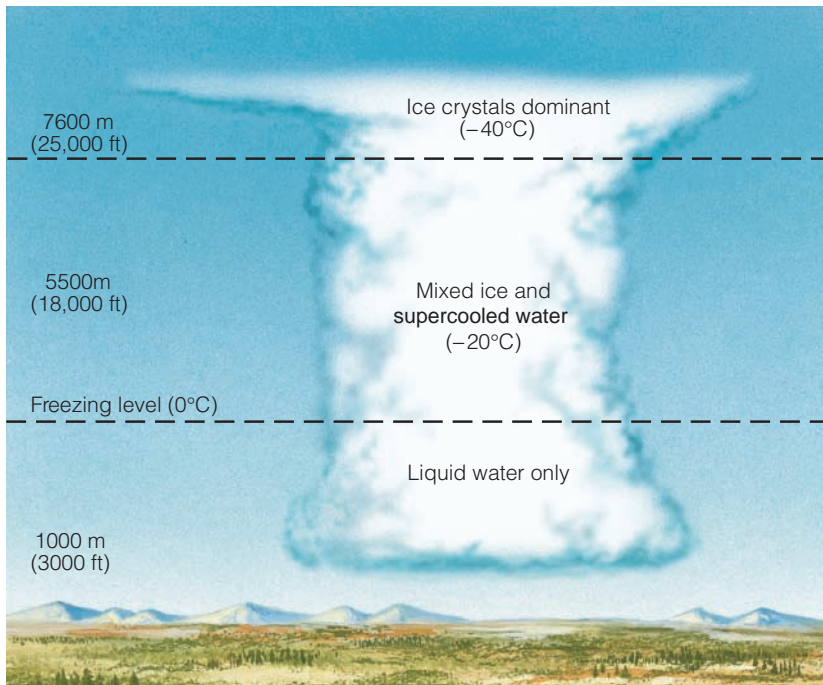 Ice crystals dominant
(–40°C)
7600 m
(25,000 ft)
5500m
(18,000 ft)
Mixed ice and
supercooled water
(–20°C)
Freezing level (0°C)
Liquid water only
1000 m
(3000 ft)